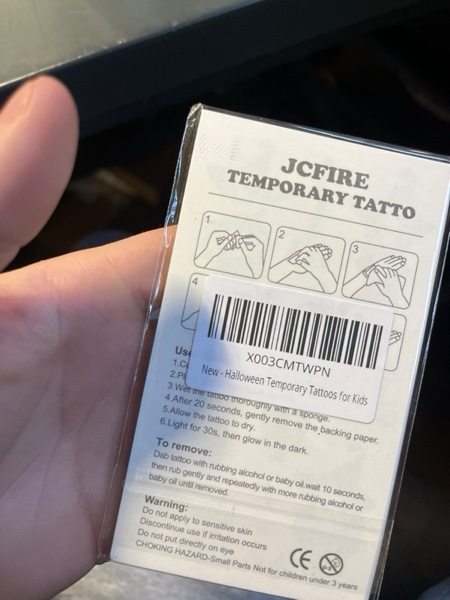 JCFIRE
TEMPORARY TATTO
1
2
3
4
X003CMTWPN
New - Halloween Temporary Tattoos for Kids
3.Wet the tattoo thoroughly with a sponge.
4.After 20 seconds, gently remove the backing paper.
5.Allow the tattoo to dry.
6.Light for 30s, then glow in the dark.
To remove:
Dab tattoo with rubbing alcohol or baby oil.wait 10 seconds,
then rub gently and repeatedly with more rubbing alcohol or
baby oil until removed.
Warning:
Do not apply to sensitive skin
Discontinue use if irritation occurs
Do not put directly on eye
CHOKING HAZARD-Small Parts Not for children under 3 years
CE
0-3